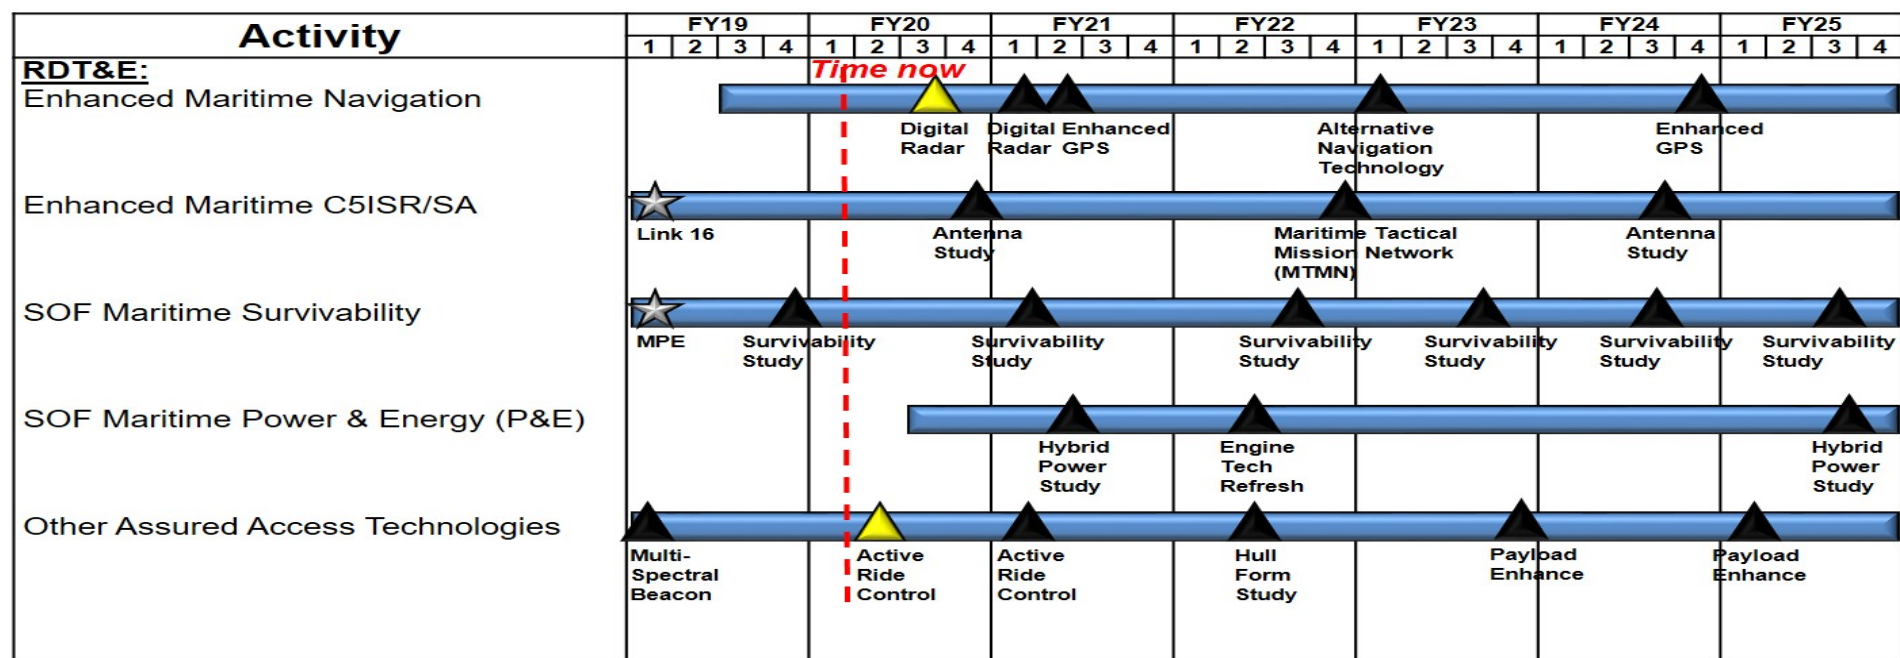 Activity
FY19 FY20 FY21 FY22 FY23 FY24 FY25
1 2 3 4 1 2 3 4 1 2 3 4 1 2 3 4 1 2 3 4 1 2 3 4 1 2 3 4
RDT&E:
Time now
Enhanced Maritime Navigation
Digital
Radar
Digital
Radar
Enhanced
GPS
Alternative
Navigation
Technology
Enhanced
GPS
Enhanced Maritime C5ISR/SA
Link 16
Antenna
Study
Maritime Tactical
Mission Network
(MTMN)
Antenna
Study
SOF Maritime Survivability
MPE
Survivability
Study
Survivability
Study
Survivability
Study
Survivability
Study
Survivability
Study
Survivability
Study
SOF Maritime Power & Energy (P&E)
Hybrid
Power
Study
Engine
Tech
Refresh
Hybrid
Power
Study
Other Assured Access Technologies
Multi-
Spectral
Beacon
Active
Ride
Control
Active
Ride
Control
Hull
Form
Study
Payload
Enhance
Payload
Enhance